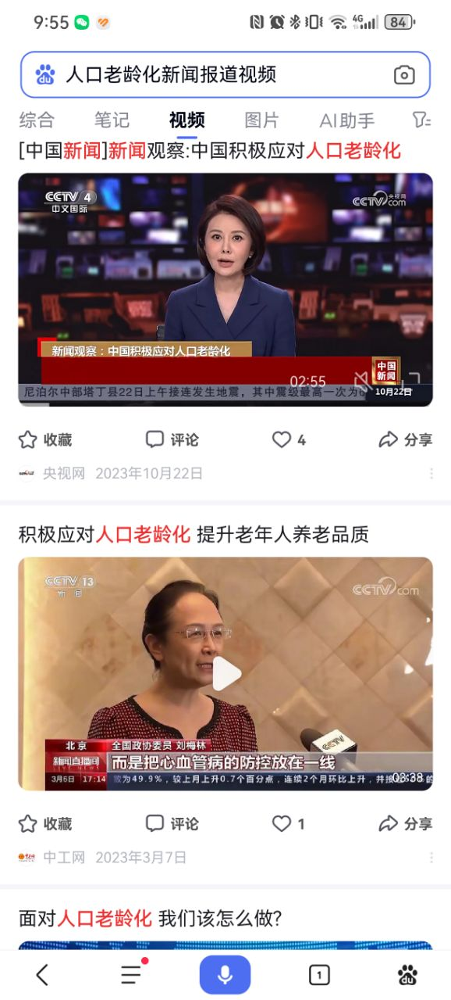 9:55
4G
84
du 人口老龄化新闻报道视频
综合 笔记 视频 图片 AI助手
[中国新闻]新闻观察:中国积极应对人口老龄化
CCTV 4
中文国际
央视网
CCTV com
新闻观察：中国积极应对人口老龄化
02:55
中国
新闻
尼泊尔中部塔丁县22日上午接连发生地震，其中震级最高一次为6
10月22日
收藏 评论 4 分享
央视网 2023年10月22日
积极应对人口老龄化 提升老年人养老品质
CCTV 13
新闻
CCTV com
CCTV
北京 全国政协委员 刘梅林
新闻直播间
LIVE NEWS
而是把心血管病的防控放在一线
3月6日 17:14 数为49.9%，较上月上升0.7个百分点，连续2个月环比上升，并接近
03:38
收藏 评论 1 分享
中工网 2023年3月7日
面对人口老龄化 我们该怎么做?
1 du